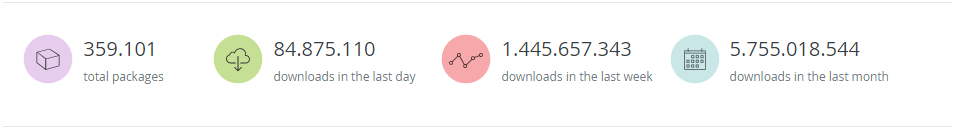 359.101
total packages
84.875.110
downloads in the last day
1.445.657.343
downloads in the last week
5.755.018.544
downloads in the last month